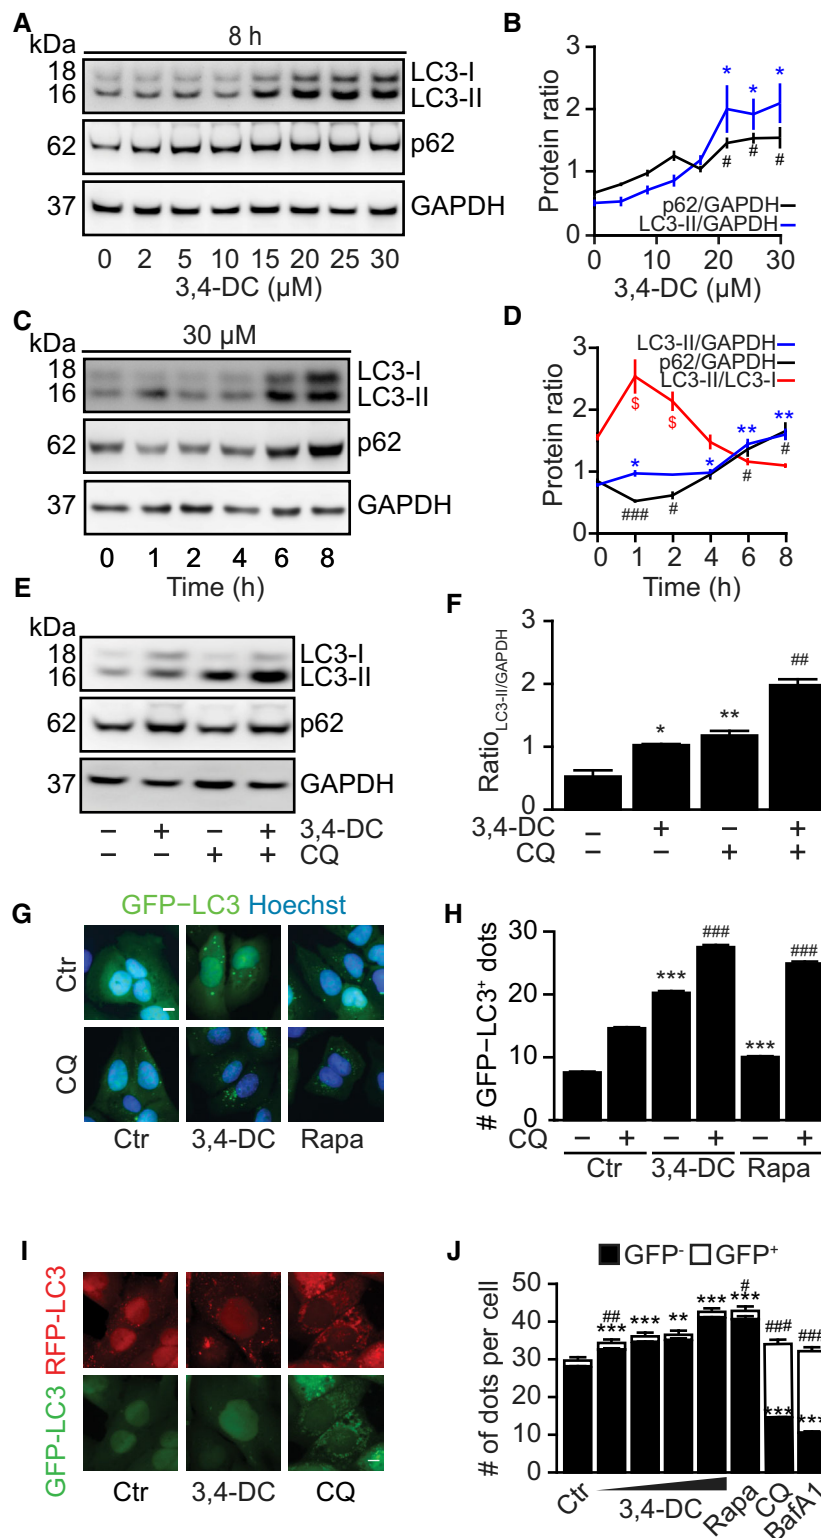 A
8 h
kDa
18
16
LC3-I
LC3-II
62
p62
37
GAPDH
0 2 5 10 15 20 25 30
3,4-DC (µM)
B
Protein ratio
3
2
1
0
* * *
# # #
p62/GAPDH
LC3-II/GAPDH
0 10 20 30
3,4-DC (µM)
C
30 µM
kDa
18
16
LC3-I
LC3-II
62
p62
37
GAPDH
0 1 2 4 6 8
Time (h)
D
LC3-II/GAPDH
p62/GAPDH
LC3-II/LC3-I
Protein ratio
3
2
1
0
$ $
* * ** **
### # # #
0 1 2 4 6 8
Time (h)
E
kDa
18
16
LC3-I
LC3-II
62
p62
37
GAPDH
– + – + 3,4-DC
– – + + CQ
F
Ratio LC3-II/GAPDH
3
2
1
0
* ** ##
3,4-DC – + – +
CQ – – + +
G
GFP–LC3 Hoechst
Ctr
CQ
Ctr 3,4-DC Rapa
H
# GFP–LC3+ dots
30
20
10
0
*** ### *** ###
CQ – + – + – +
Ctr 3,4-DC Rapa
I
RFP-LC3
GFP-LC3
Ctr 3,4-DC CQ
J
GFP- GFP+
# of dots per cell
50
40
30
20
10
0
## # ### ###
*** *** ** *** *** *** ***
Ctr 3,4-DC Rapa CQ BafA1